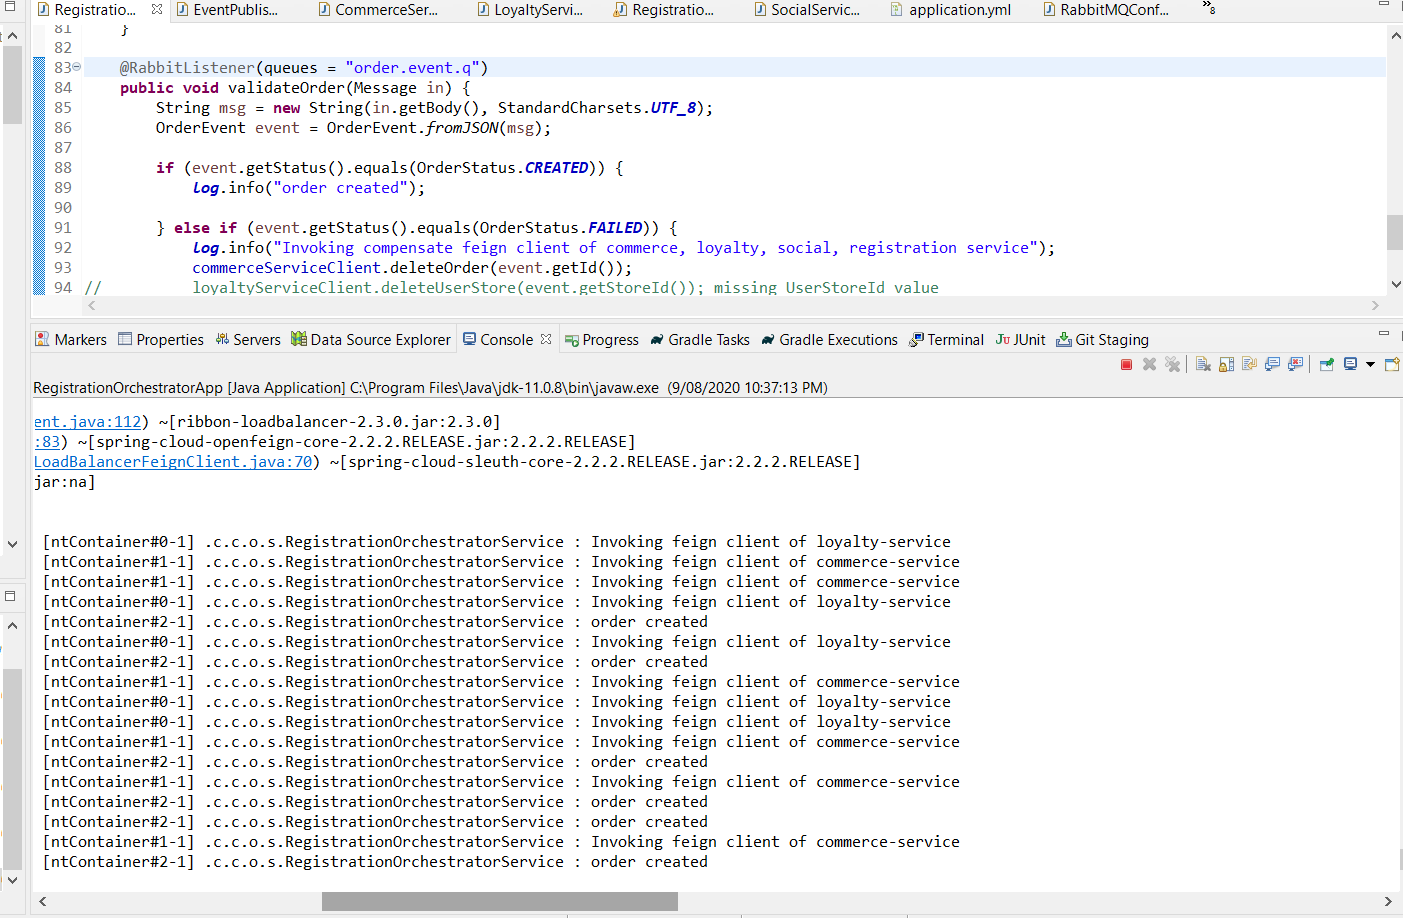 Registratio... EventPublis... CommerceSer... LoyaltyServi... Registratio... SocialServic... application.yml RabbitMQConf... »8
81     }
82
83     @RabbitListener(queues = "order.event.q")
84     public void validateOrder(Message in) {
85         String msg = new String(in.getBody(), StandardCharsets.UTF_8);
86         OrderEvent event = OrderEvent.fromJSON(msg);
87
88         if (event.getStatus().equals(OrderStatus.CREATED)) {
89             log.info("order created");
90
91         } else if (event.getStatus().equals(OrderStatus.FAILED)) {
92             log.info("Invoking compensate feign client of commerce, loyalty, social, registration service");
93             commerceServiceClient.deleteOrder(event.getId());
94 //          loyaltyServiceClient.deleteUserStore(event.getStoreId()); missing UserStoreId value
Markers Properties Servers Data Source Explorer Console Progress Gradle Tasks Gradle Executions Terminal JUnit Git Staging
RegistrationOrchestratorApp [Java Application] C:\Program Files\Java\jdk-11.0.8\bin\javaw.exe (9/08/2020 10:37:13 PM)
ent.java:112) ~[ribbon-loadbalancer-2.3.0.jar:2.3.0]
:83) ~[spring-cloud-openfeign-core-2.2.2.RELEASE.jar:2.2.2.RELEASE]
LoadBalancerFeignClient.java:70) ~[spring-cloud-sleuth-core-2.2.2.RELEASE.jar:2.2.2.RELEASE]
jar:na]
[ntContainer#0-1] .c.c.o.s.RegistrationOrchestratorService : Invoking feign client of loyalty-service
[ntContainer#1-1] .c.c.o.s.RegistrationOrchestratorService : Invoking feign client of commerce-service
[ntContainer#1-1] .c.c.o.s.RegistrationOrchestratorService : Invoking feign client of commerce-service
[ntContainer#0-1] .c.c.o.s.RegistrationOrchestratorService : Invoking feign client of loyalty-service
[ntContainer#2-1] .c.c.o.s.RegistrationOrchestratorService : order created
[ntContainer#0-1] .c.c.o.s.RegistrationOrchestratorService : Invoking feign client of loyalty-service
[ntContainer#2-1] .c.c.o.s.RegistrationOrchestratorService : order created
[ntContainer#1-1] .c.c.o.s.RegistrationOrchestratorService : Invoking feign client of commerce-service
[ntContainer#0-1] .c.c.o.s.RegistrationOrchestratorService : Invoking feign client of loyalty-service
[ntContainer#0-1] .c.c.o.s.RegistrationOrchestratorService : Invoking feign client of loyalty-service
[ntContainer#1-1] .c.c.o.s.RegistrationOrchestratorService : Invoking feign client of commerce-service
[ntContainer#2-1] .c.c.o.s.RegistrationOrchestratorService : order created
[ntContainer#1-1] .c.c.o.s.RegistrationOrchestratorService : Invoking feign client of commerce-service
[ntContainer#2-1] .c.c.o.s.RegistrationOrchestratorService : order created
[ntContainer#2-1] .c.c.o.s.RegistrationOrchestratorService : order created
[ntContainer#1-1] .c.c.o.s.RegistrationOrchestratorService : Invoking feign client of commerce-service
[ntContainer#2-1] .c.c.o.s.RegistrationOrchestratorService : order created